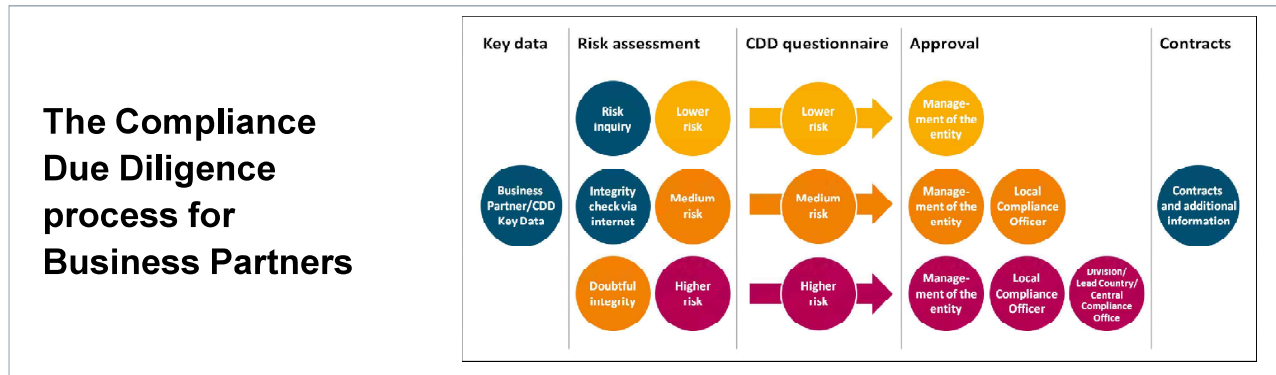 The Compliance
Due Diligence
process for
Business Partners
Key data
Risk assessment
CDD questionnaire
Approval
Contracts
Business
Partner/CDD
Key Data
Risk
inquiry
Lower
risk
Lower
risk
Manage-
ment of the
entity
Integrity
check via
internet
Medium
risk
Medium
risk
Manage-
ment of the
entity
Local
Compliance
Officer
Doubtful
integrity
Higher
risk
Higher
risk
Manage-
ment of the
entity
Local
Compliance
Officer
Division/
Lead Country/
Central
Compliance
Office
Contracts
and additional
information